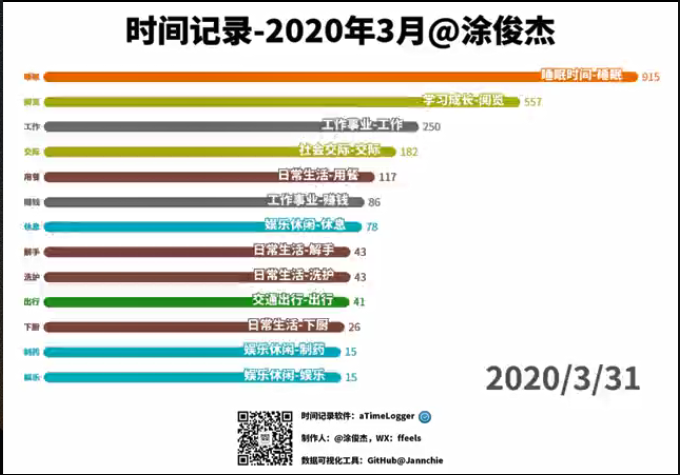 时间记录-2020年3月@涂俊杰
睡眠 睡眠时间-睡眠 915
阅览 学习成长-阅览 557
工作 工作事业-工作 250
交际 社会交际-交际 182
用餐 日常生活-用餐 117
赚钱 工作事业-赚钱 86
休息 娱乐休闲-休息 78
解手 日常生活-解手 43
洗护 日常生活-洗护 43
出行 交通出行-出行 41
下厨 日常生活-下厨 26
制药 娱乐休闲-制药 15
娱乐 娱乐休闲-娱乐 15
2020/3/31
时间记录软件：aTimeLogger
制作人：@涂俊杰，WX：ffeels
数据可视化工具：GitHub@Jannchie